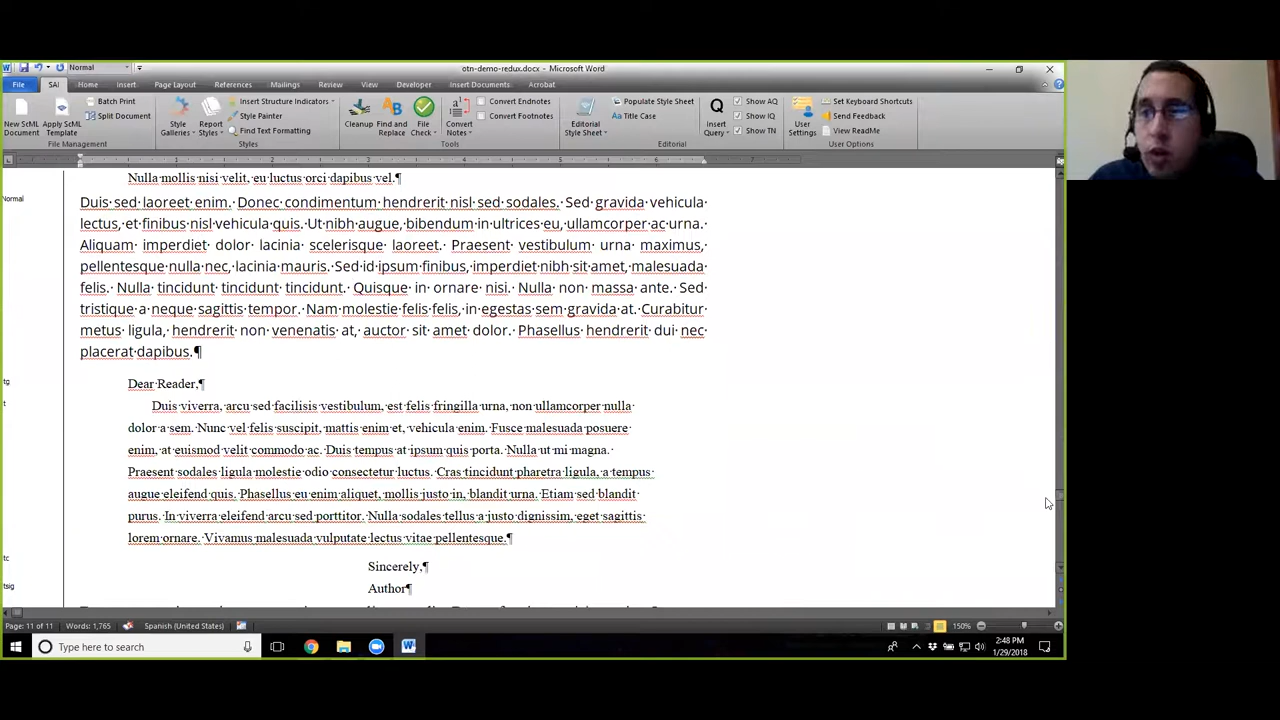 Normal
otn-demo-redux.docx - Microsoft Word
File SAI Home Insert Page Layout References Mailings Review View Developer Insert Documents Acrobat
New ScML Document
Apply ScML Template
Batch Print
Split Document
File Management
Style Galleries
Report Styles
Insert Structure Indicators
Style Painter
Find Text Formatting
Styles
Cleanup
Find and Replace
File Check
Convert Notes
Convert Endnotes
Convert Footnotes
Tools
Editorial Style Sheet
Populate Style Sheet
Title Case
Insert Query
Show AQ
Show IQ
Show TN
Editorial
User Settings
Set Keyboard Shortcuts
Send Feedback
View ReadMe
User Options
1 2 3 4 5 6 7
Nulla mollis nisi velit, eu luctus orci dapibus vel.¶
Normal
Duis sed laoreet enim. Donec condimentum hendrerit nisl sed sodales. Sed gravida vehicula
lectus, et finibus nisl vehicula quis. Ut nibh augue, bibendum in ultrices eu, ullamcorper ac urna.
Aliquam imperdiet dolor lacinia scelerisque laoreet. Praesent vestibulum urna maximus,
pellentesque nulla nec, lacinia mauris. Sed id ipsum finibus, imperdiet nibh sit amet, malesuada
felis. Nulla tincidunt tincidunt tincidunt. Quisque in ornare nisi. Nulla non massa ante. Sed
tristique a neque sagittis tempor. Nam molestie felis felis, in egestas sem gravida at. Curabitur
metus ligula, hendrerit non venenatis at, auctor sit amet dolor. Phasellus hendrerit dui nec
placerat dapibus.¶
tg
Dear Reader,¶
t
Duis viverra, arcu sed facilisis vestibulum, est felis fringilla urna, non ullamcorper nulla
dolor a sem. Nunc vel felis suscipit, mattis enim et, vehicula enim. Fusce malesuada posuere
enim, at euismod velit commodo ac. Duis tempus at ipsum quis porta. Nulla ut mi magna.
Praesent sodales ligula molestie odio consectetur luctus. Cras tincidunt pharetra ligula, a tempus
augue eleifend quis. Phasellus eu enim aliquet, mollis justo in, blandit urna. Etiam sed blandit
purus. In viverra eleifend arcu sed porttitor. Nulla sodales tellus a justo dignissim, eget sagittis
lorem ornare. Vivamus malesuada vulputate lectus vitae pellentesque.¶
tc
Sincerely,¶
tsig
Author¶
Page: 11 of 11 Words: 1,765 Spanish (United States) 150%
Type here to search
2:48 PM
1/29/2018